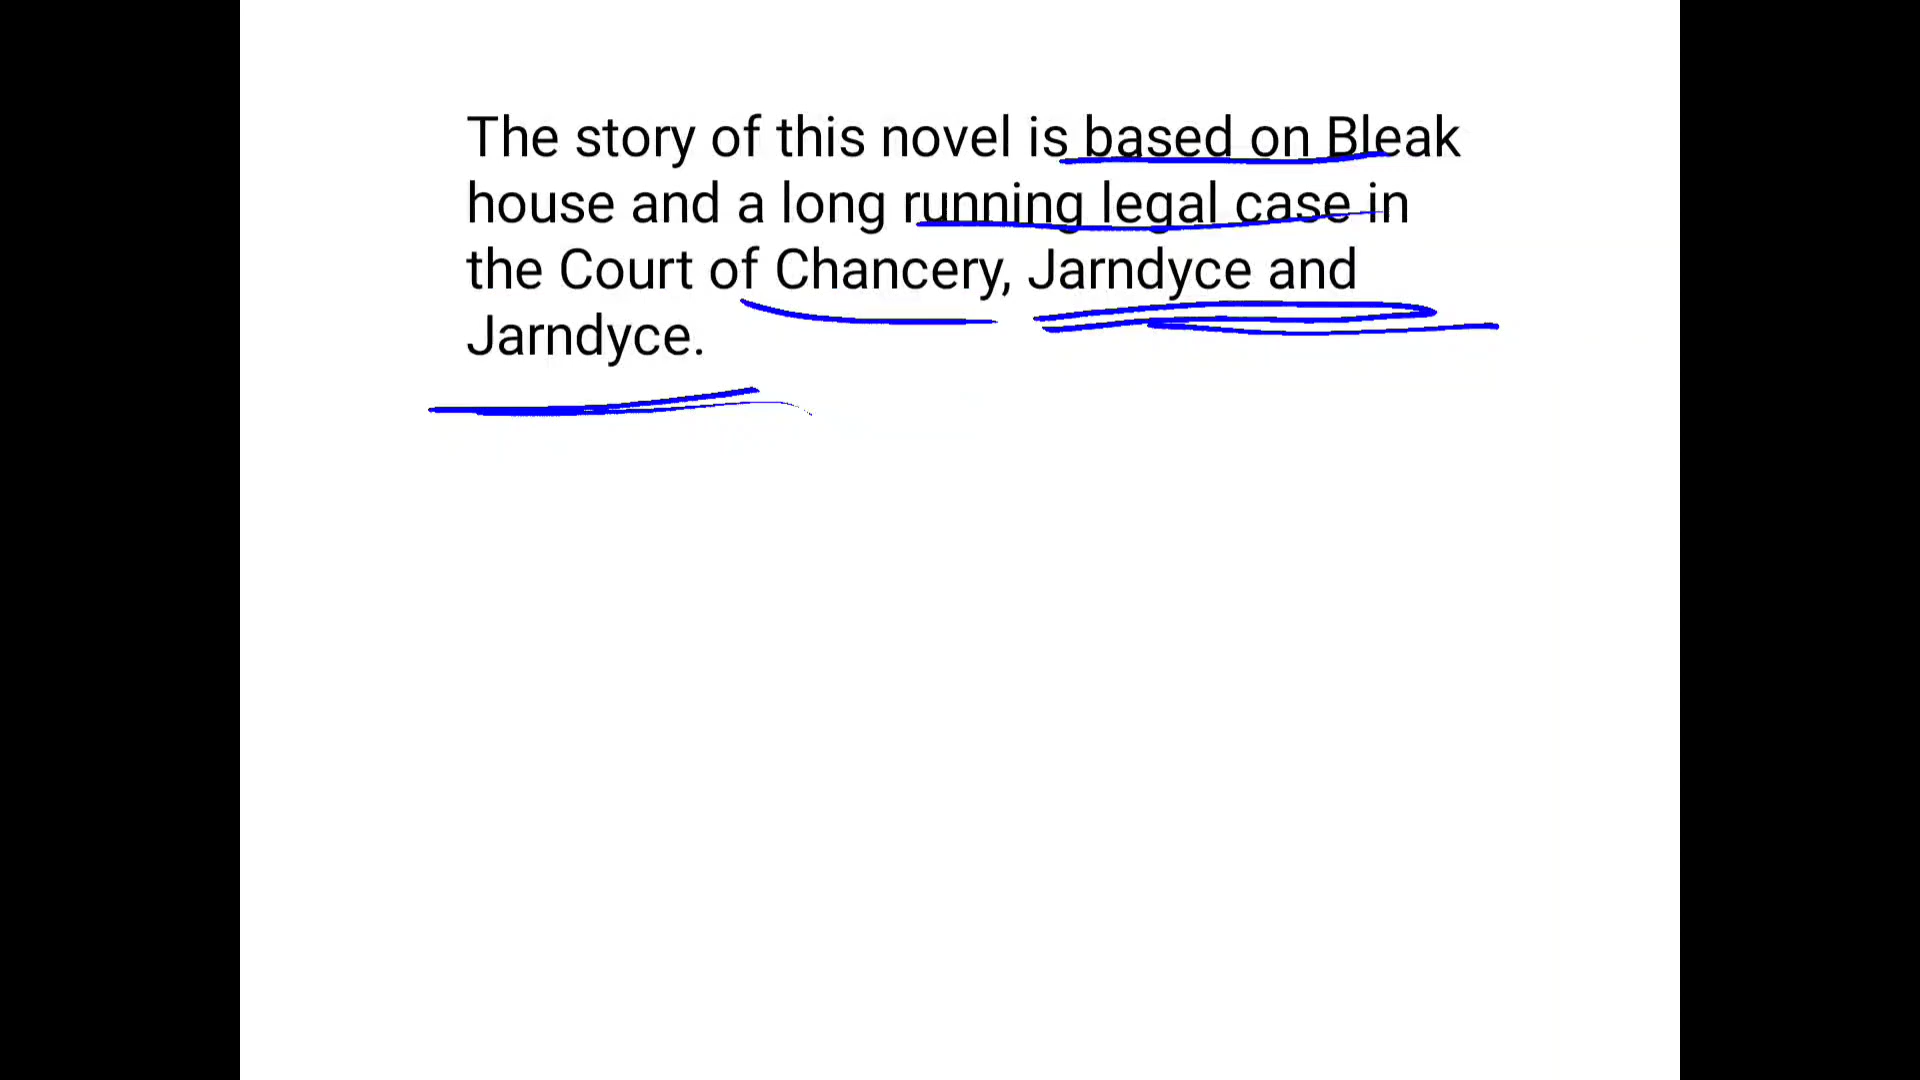 The story of this novel is based on Bleak
house and a long running legal case in
the Court of Chancery, Jarndyce and
Jarndyce.